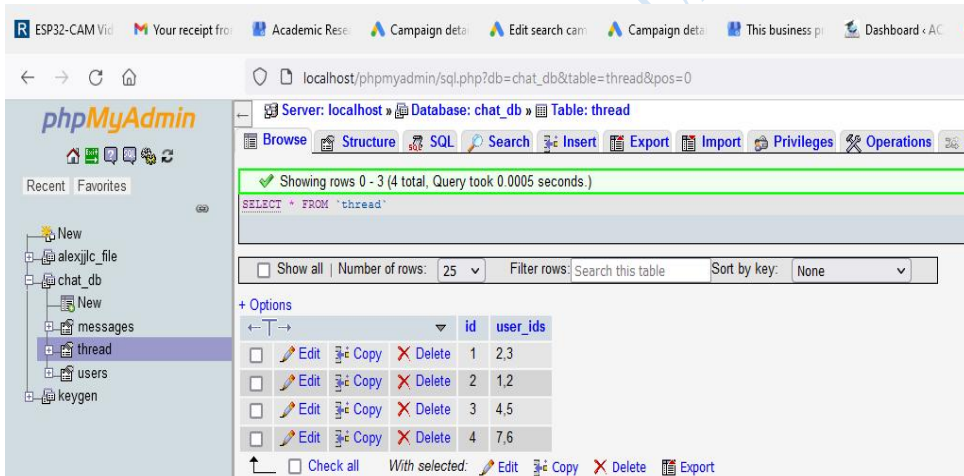 R ESP32-CAM Vid Your receipt fro Academic Rese Campaign deta Edit search cam Campaign deta This business p Dashboard ‹ AC
localhost/phpmyadmin/sql.php?db=chat_db&table=thread&pos=0
phpMyAdmin
Recent Favorites
New
alexjjlc_file
chat_db
New
messages
thread
users
keygen
Server: localhost » Database: chat_db » Table: thread
Browse Structure SQL Search Insert Export Import Privileges Operations
Showing rows 0 - 3 (4 total, Query took 0.0005 seconds.)
SELECT * FROM `thread`
Show all | Number of rows: 25 Filter rows: Search this table Sort by key: None
+ Options
←T→ id user_ids
Edit Copy Delete 1 2,3
Edit Copy Delete 2 1,2
Edit Copy Delete 3 4,5
Edit Copy Delete 4 7,6
Check all With selected: Edit Copy Delete Export